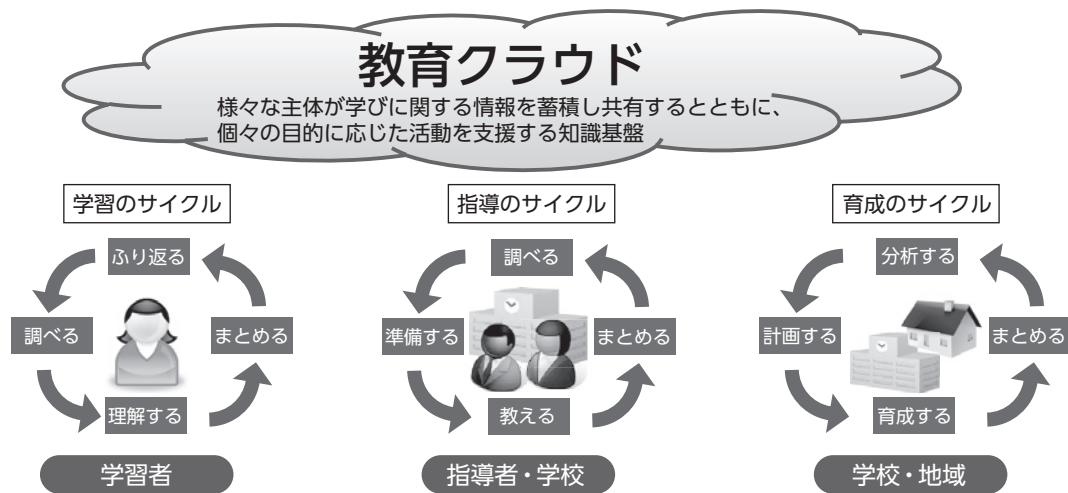 教育クラウド
様々な主体が学びに関する情報を蓄積し共有するとともに、
個々の目的に応じた活動を支援する知識基盤
学習のサイクル
ふり返る
調べる
まとめる
理解する
学習者
指導のサイクル
調べる
準備する
まとめる
教える
指導者・学校
育成のサイクル
分析する
計画する
まとめる
育成する
学校・地域